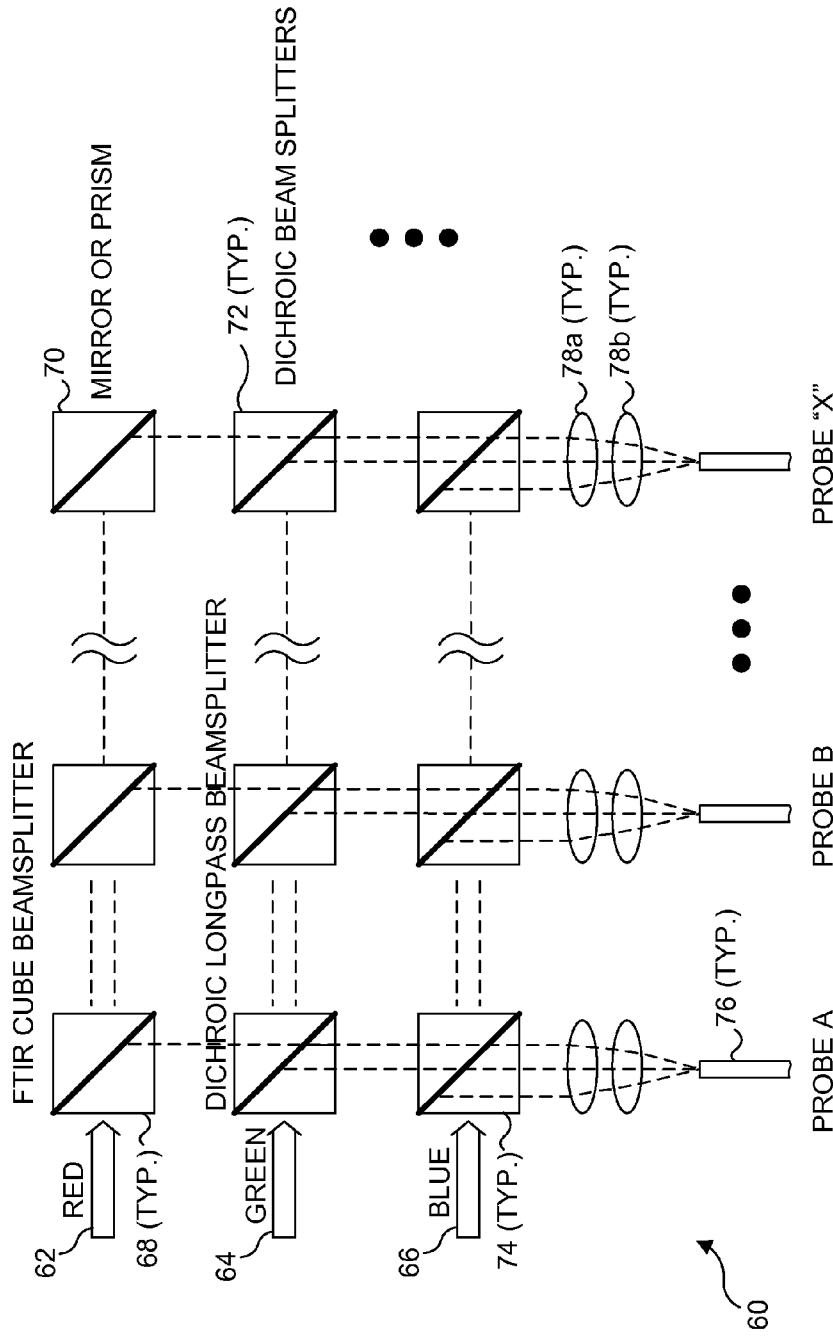 FTIR CUBE BEAMSPLITTER
70
MIRROR OR PRISM
62
RED
68 (TYP.)
72 (TYP.)
DICHROIC BEAM SPLITTERS
DICHROIC LONGPASS BEAMSPLITTER
64
GREEN
66
BLUE
74 (TYP.)
78a (TYP.)
78b (TYP.)
76 (TYP.)
60
PROBE A
PROBE B
PROBE "X"